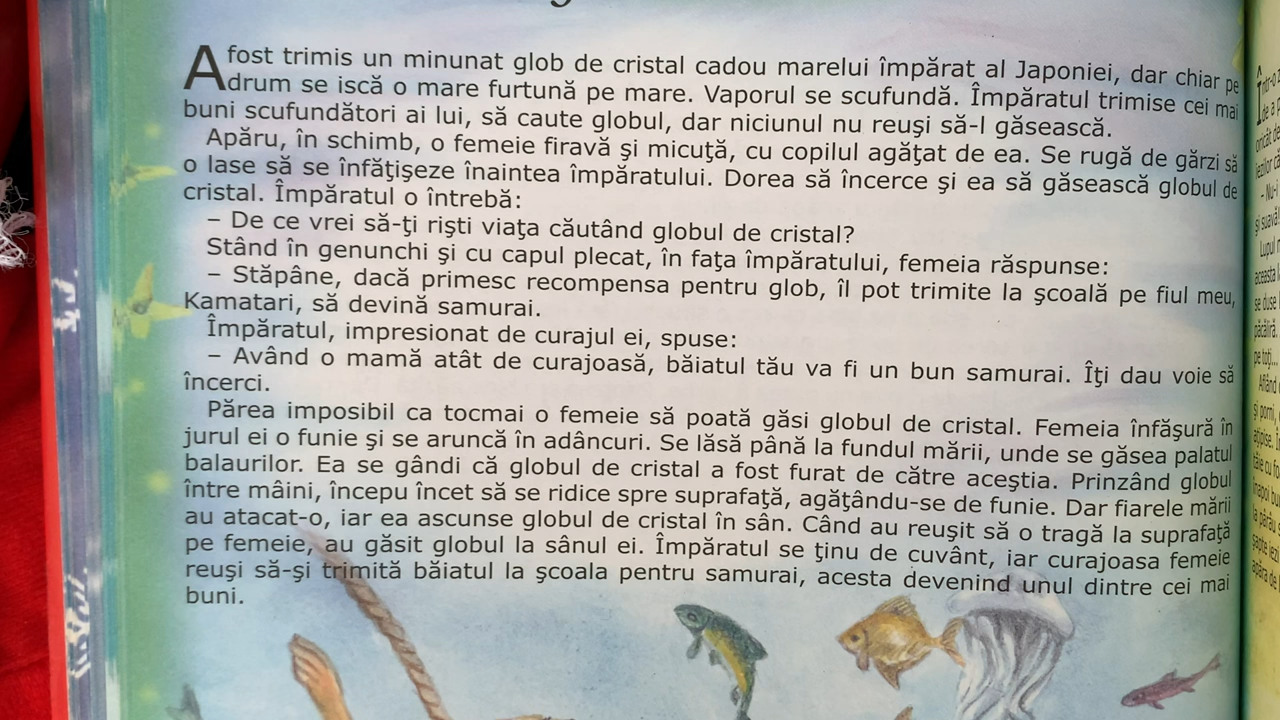 A fost trimis un minunat glob de cristal cadou marelui împărat al Japoniei, dar chiar pe
drum se iscă o mare furtună pe mare. Vaporul se scufundă. Împăratul trimise cei mai
buni scufundători ai lui, să caute globul, dar niciunul nu reuşi să-l găsească.
Apăru, în schimb, o femeie firavă şi micuţă, cu copilul agăţat de ea. Se rugă de gărzi să
o lase să se înfăţişeze înaintea împăratului. Dorea să încerce şi ea să găsească globul de
cristal. Împăratul o întrebă:
– De ce vrei să-ţi rişti viaţa căutând globul de cristal?
Stând în genunchi şi cu capul plecat, în faţa împăratului, femeia răspunse:
– Stăpâne, dacă primesc recompensa pentru glob, îl pot trimite la şcoală pe fiul meu,
Kamatari, să devină samurai.
Împăratul, impresionat de curajul ei, spuse:
– Având o mamă atât de curajoasă, băiatul tău va fi un bun samurai. Îţi dau voie să
încerci.
Părea imposibil ca tocmai o femeie să poată găsi globul de cristal. Femeia înfăşură în
jurul ei o funie şi se aruncă în adâncuri. Se lăsă până la fundul mării, unde se găsea palatul
balaurilor. Ea se gândi că globul de cristal a fost furat de către aceştia. Prinzând globul
între mâini, începu încet să se ridice spre suprafaţă, agăţându-se de funie. Dar fiarele mării
au atacat-o, iar ea ascunse globul de cristal în sân. Când au reuşit să o tragă la suprafaţă
pe femeie, au găsit globul la sânul ei. Împăratul se ţinu de cuvânt, iar curajoasa femeie
reuşi să-şi trimită băiatul la şcoala pentru samurai, acesta devenind unul dintre cei mai
buni.